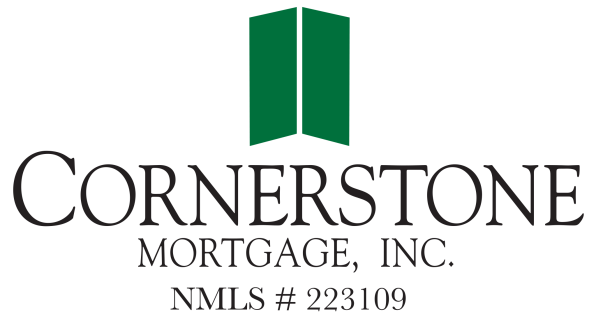 CORNERSTONE
MORTGAGE, INC.
NMLS # 223109